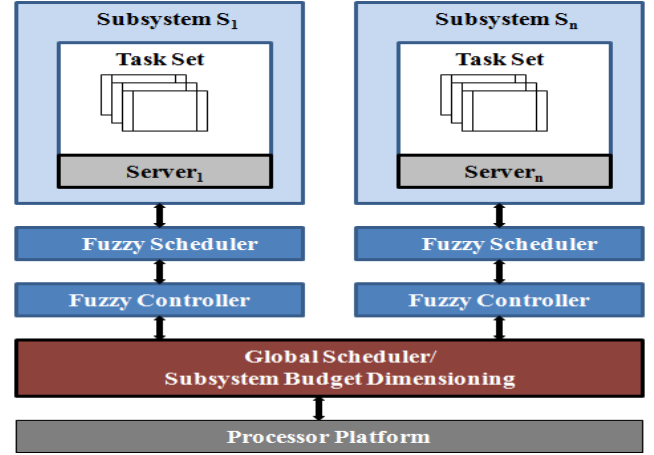 Subsystem S₁
Task Set
Server₁
Fuzzy Scheduler
Fuzzy Controller
Subsystem Sₙ
Task Set
Serverₙ
Fuzzy Scheduler
Fuzzy Controller
Global Scheduler/
Subsystem Budget Dimensioning
Processor Platform